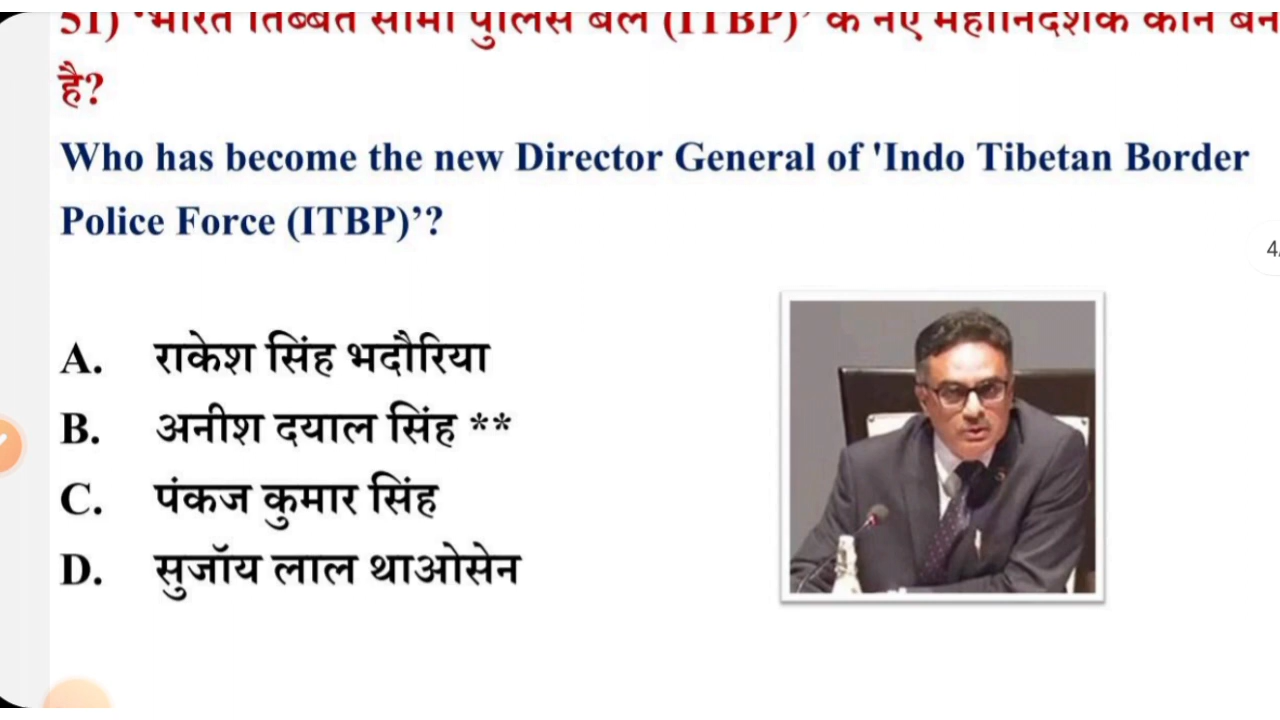 51) 'भारत तिब्बत सीमा पुलिस बल (ITBP)' के नए महानिदेशक कौन बने
है?
Who has become the new Director General of 'Indo Tibetan Border
Police Force (ITBP)’?
4/
A. राकेश सिंह भदौरिया
B. अनीश दयाल सिंह **
C. पंकज कुमार सिंह
D. सुजॉय लाल थाओसेन